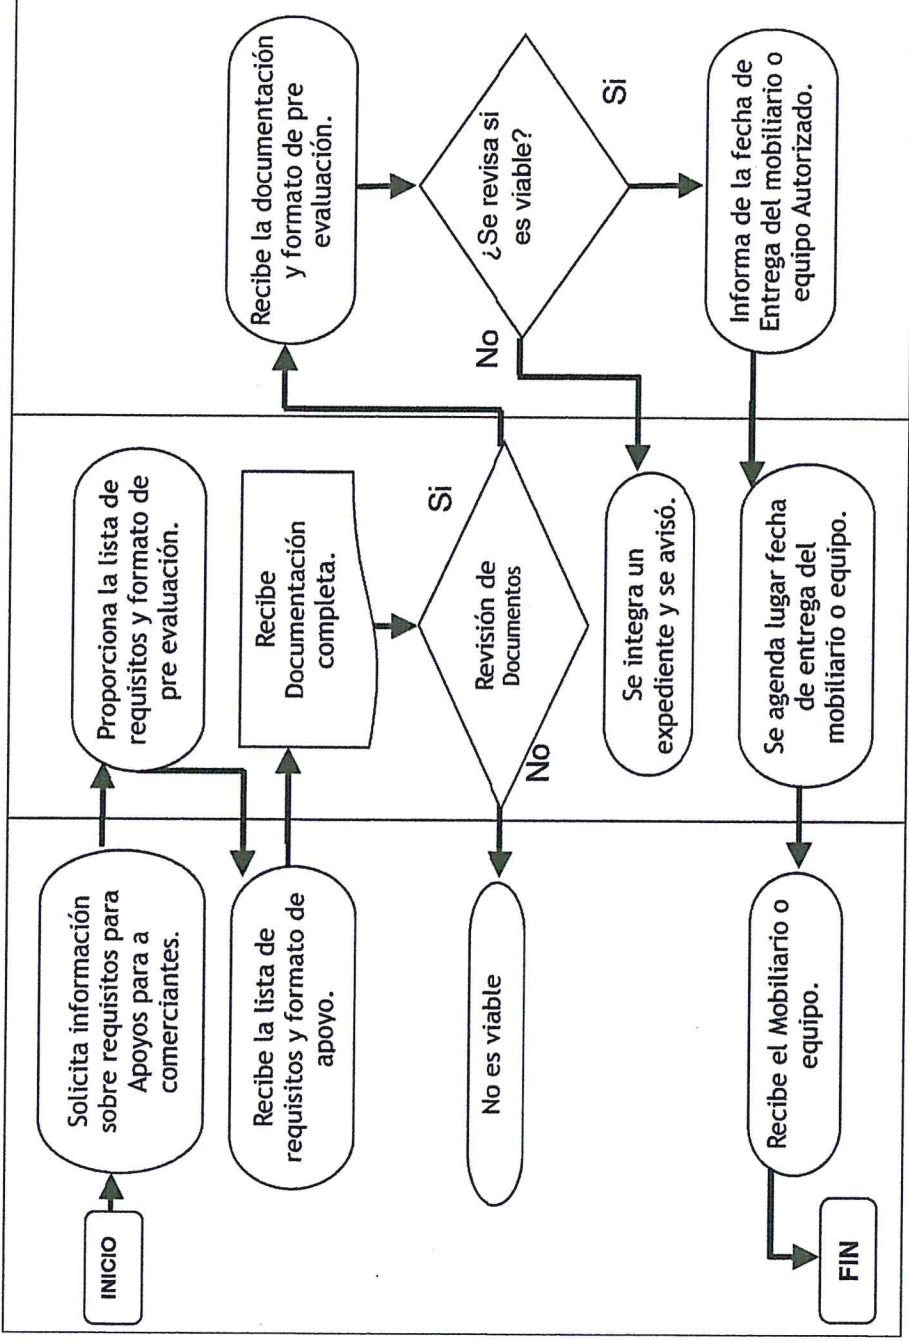 INICIO
Solicita información
sobre requisitos para
Apoyos para a
comerciantes.
Proporciona la lista de
requisitos y formato de
pre evaluación.
Recibe la lista de
requisitos y formato de
apoyo.
Recibe
Documentación
completa.
Revisión de
Documentos
Si
No
No es viable
Recibe la documentación
y formato de pre
evaluación.
¿Se revisa si
es viable?
No
Si
Se integra un
expediente y se avisó.
Informa de la fecha de
Entrega del mobiliario o
equipo Autorizado.
Se agenda lugar fecha
de entrega del
mobiliario o equipo.
Recibe el Mobiliario o
equipo.
FIN